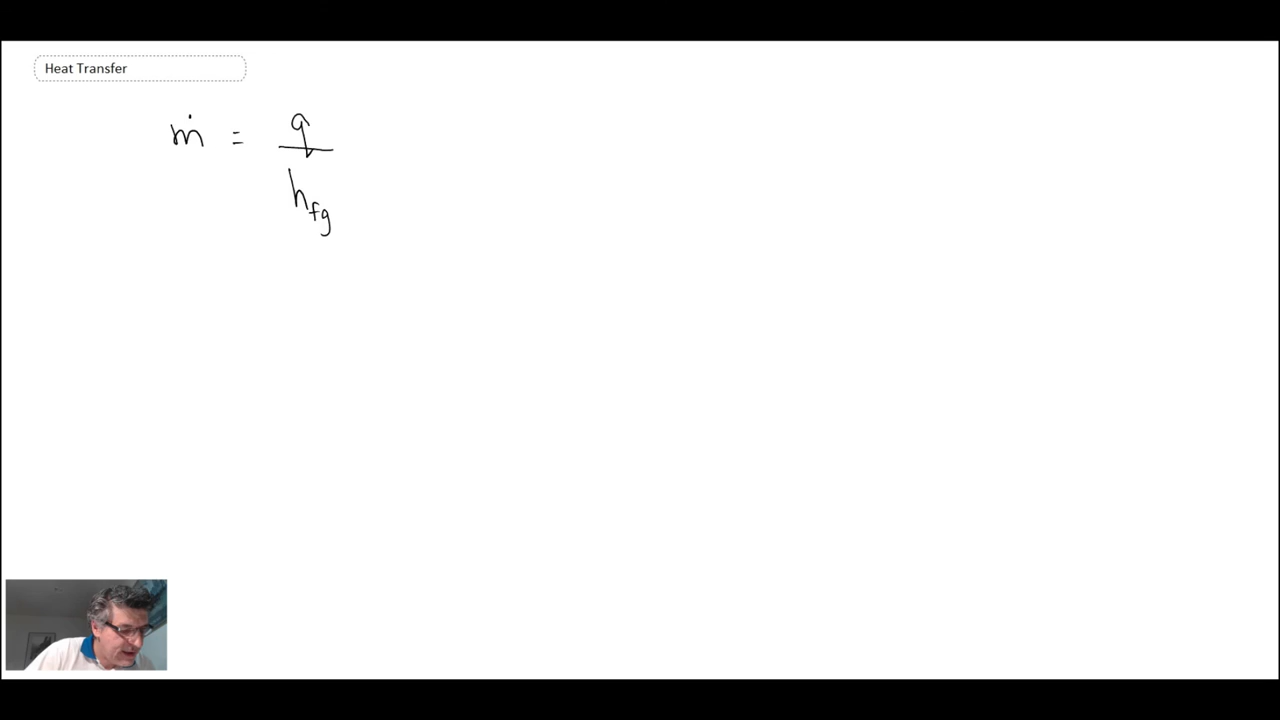 Heat Transfer
ṁ = q / h_fg